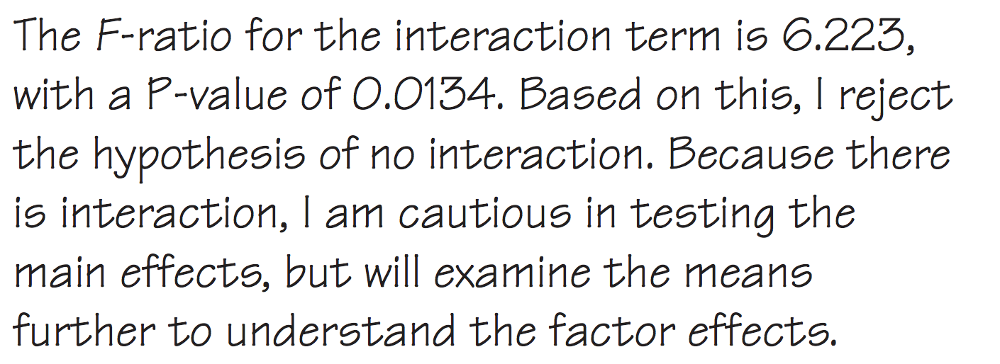 The F-ratio for the interaction term is 6.223,
with a P-value of 0.0134. Based on this, I reject
the hypothesis of no interaction. Because there
is interaction, I am cautious in testing the
main effects, but will examine the means
further to understand the factor effects.